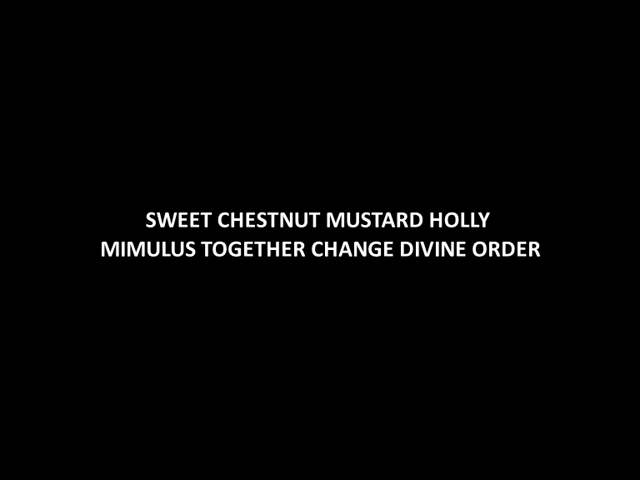 SWEET CHESTNUT MUSTARD HOLLY
MIMULUS TOGETHER CHANGE DIVINE ORDER